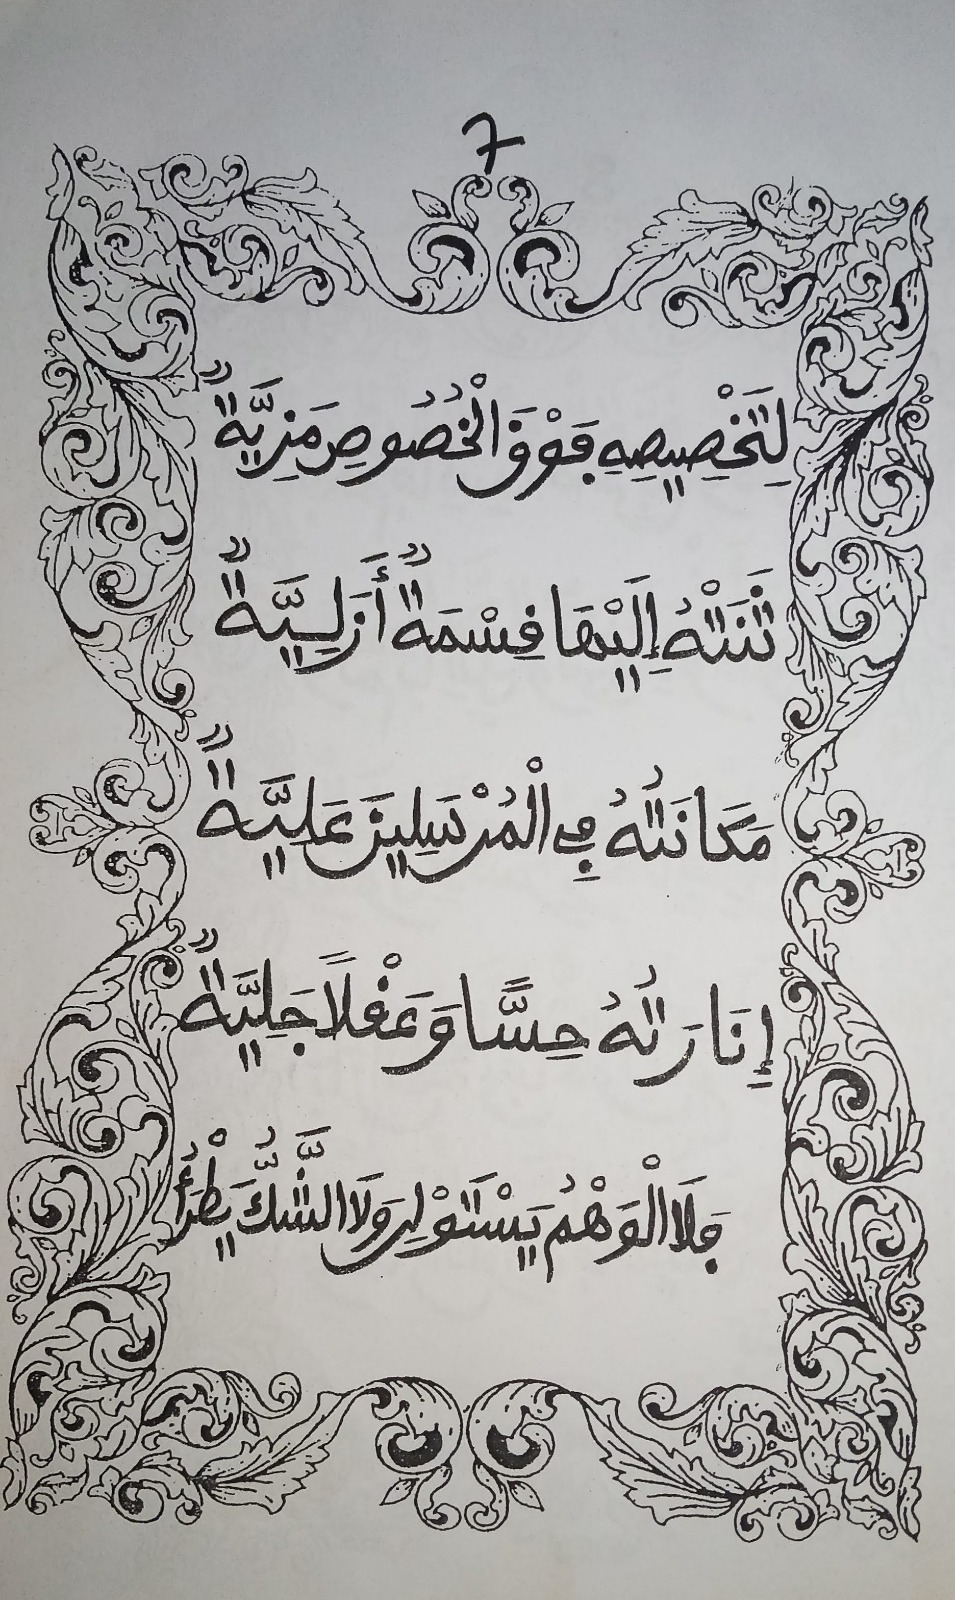 7
لِتَخْصِيصِهِ فَوْقَ الْخُصُوصِ مَزِيَّةٌ
ثَنَتْهُ إِلَيْهَا قِسْمَةٌ أَزَلِيَّةٌ
مَكَانَتُهُ فِي الْمُرْسَلِينَ عَلِيَّةٌ
إِنَارَتُهُ حِسًّا وَعَقْلًا جَلِيَّةٌ
فَلَا الْوَهْمُ يَسْتَوْلِي وَلَا الشَّكُّ يَطْرَأُ